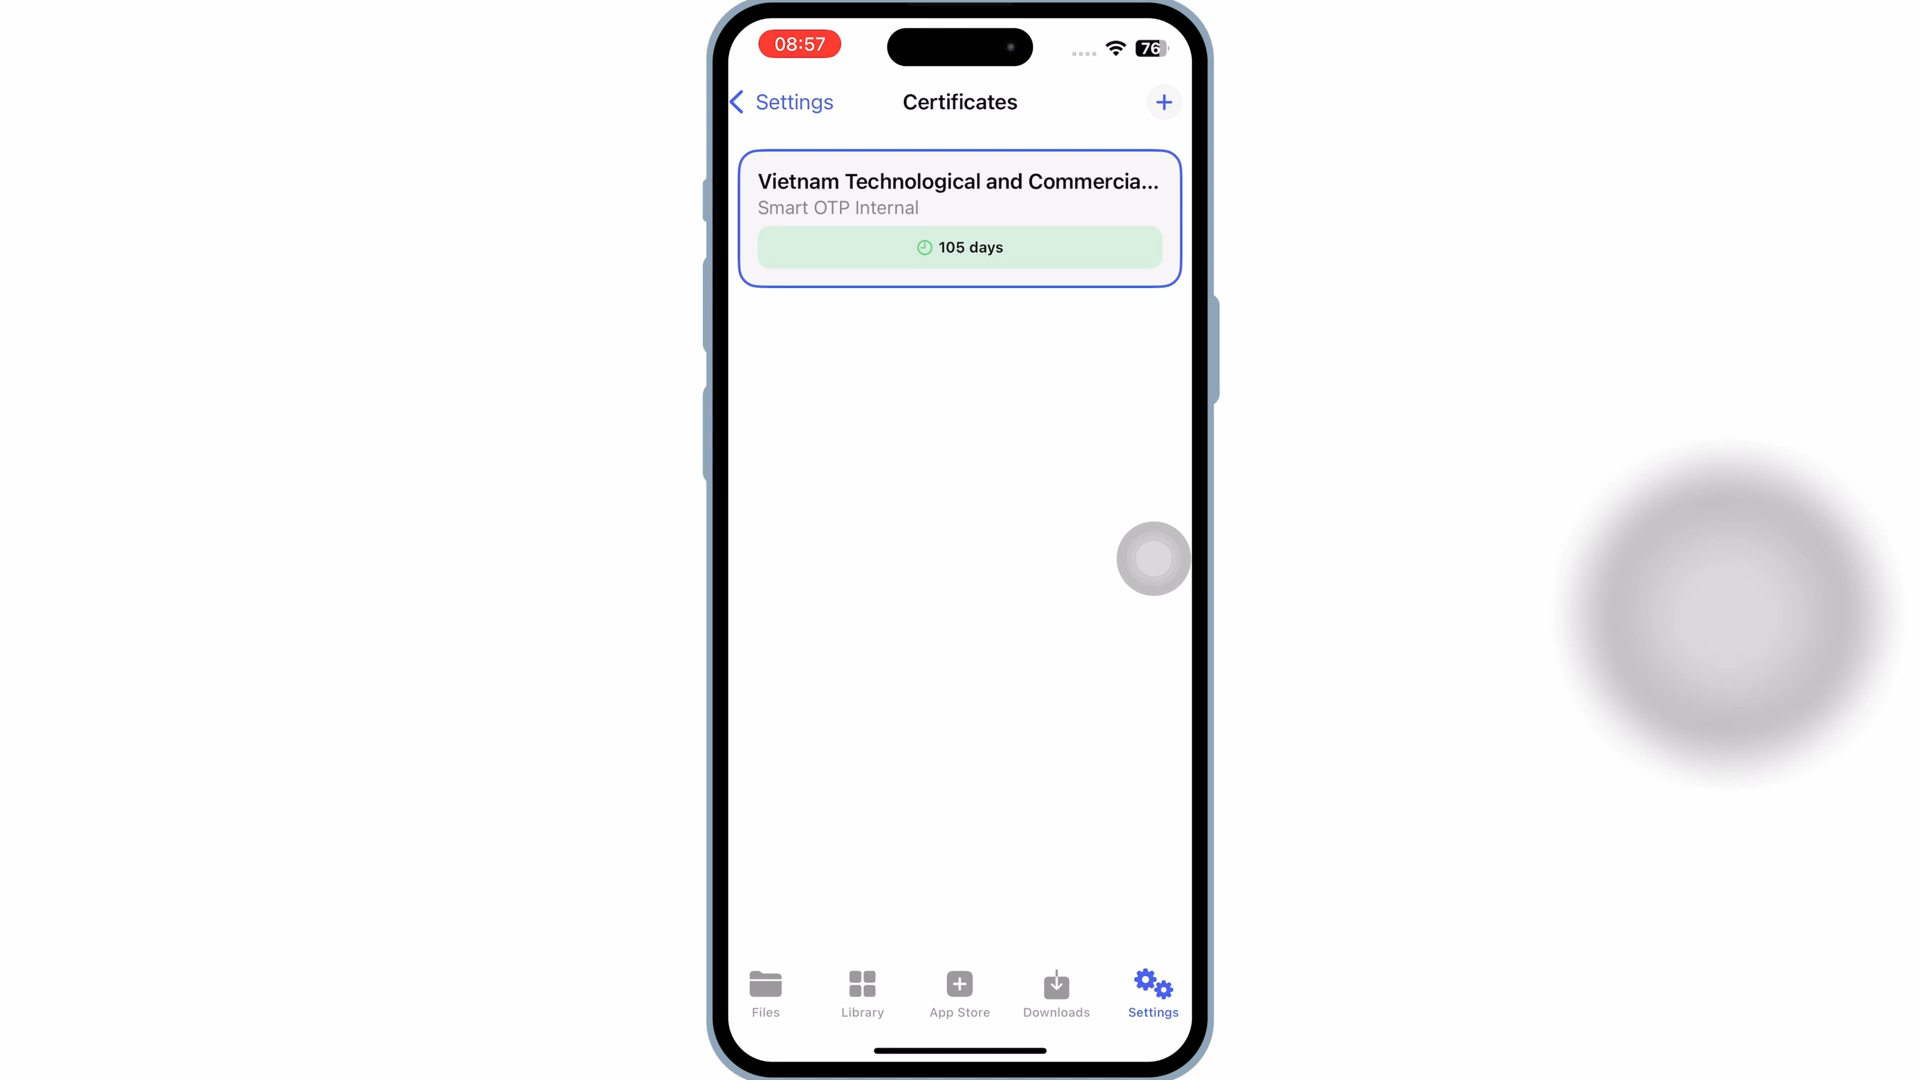 08:57
76
Settings
Certificates
Vietnam Technological and Commercia...
Smart OTP Internal
105 days
Files
Library
App Store
Downloads
Settings